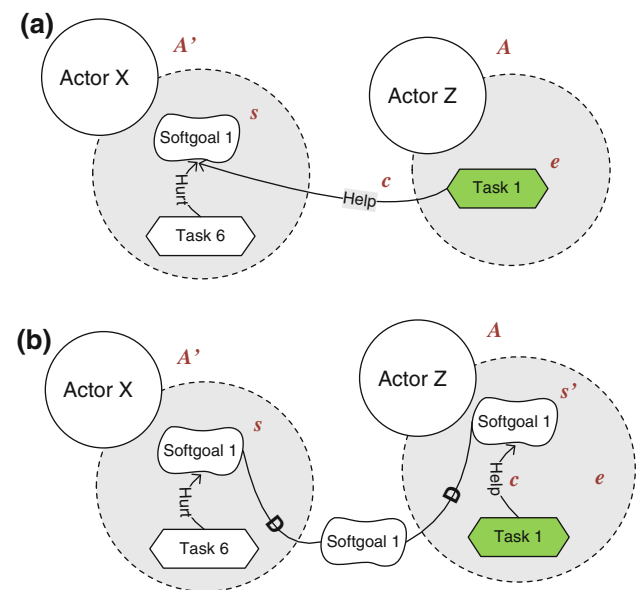 (a)
A’
A
Actor X
Actor Z
s
Softgoal 1
e
Task 1
c
Hurt
Help
Task 6
(b)
A’
A
Actor X
Actor Z
s’
s
Softgoal 1
Softgoal 1
Hurt
Help
c
e
D
D
Task 6
Softgoal 1
Task 1